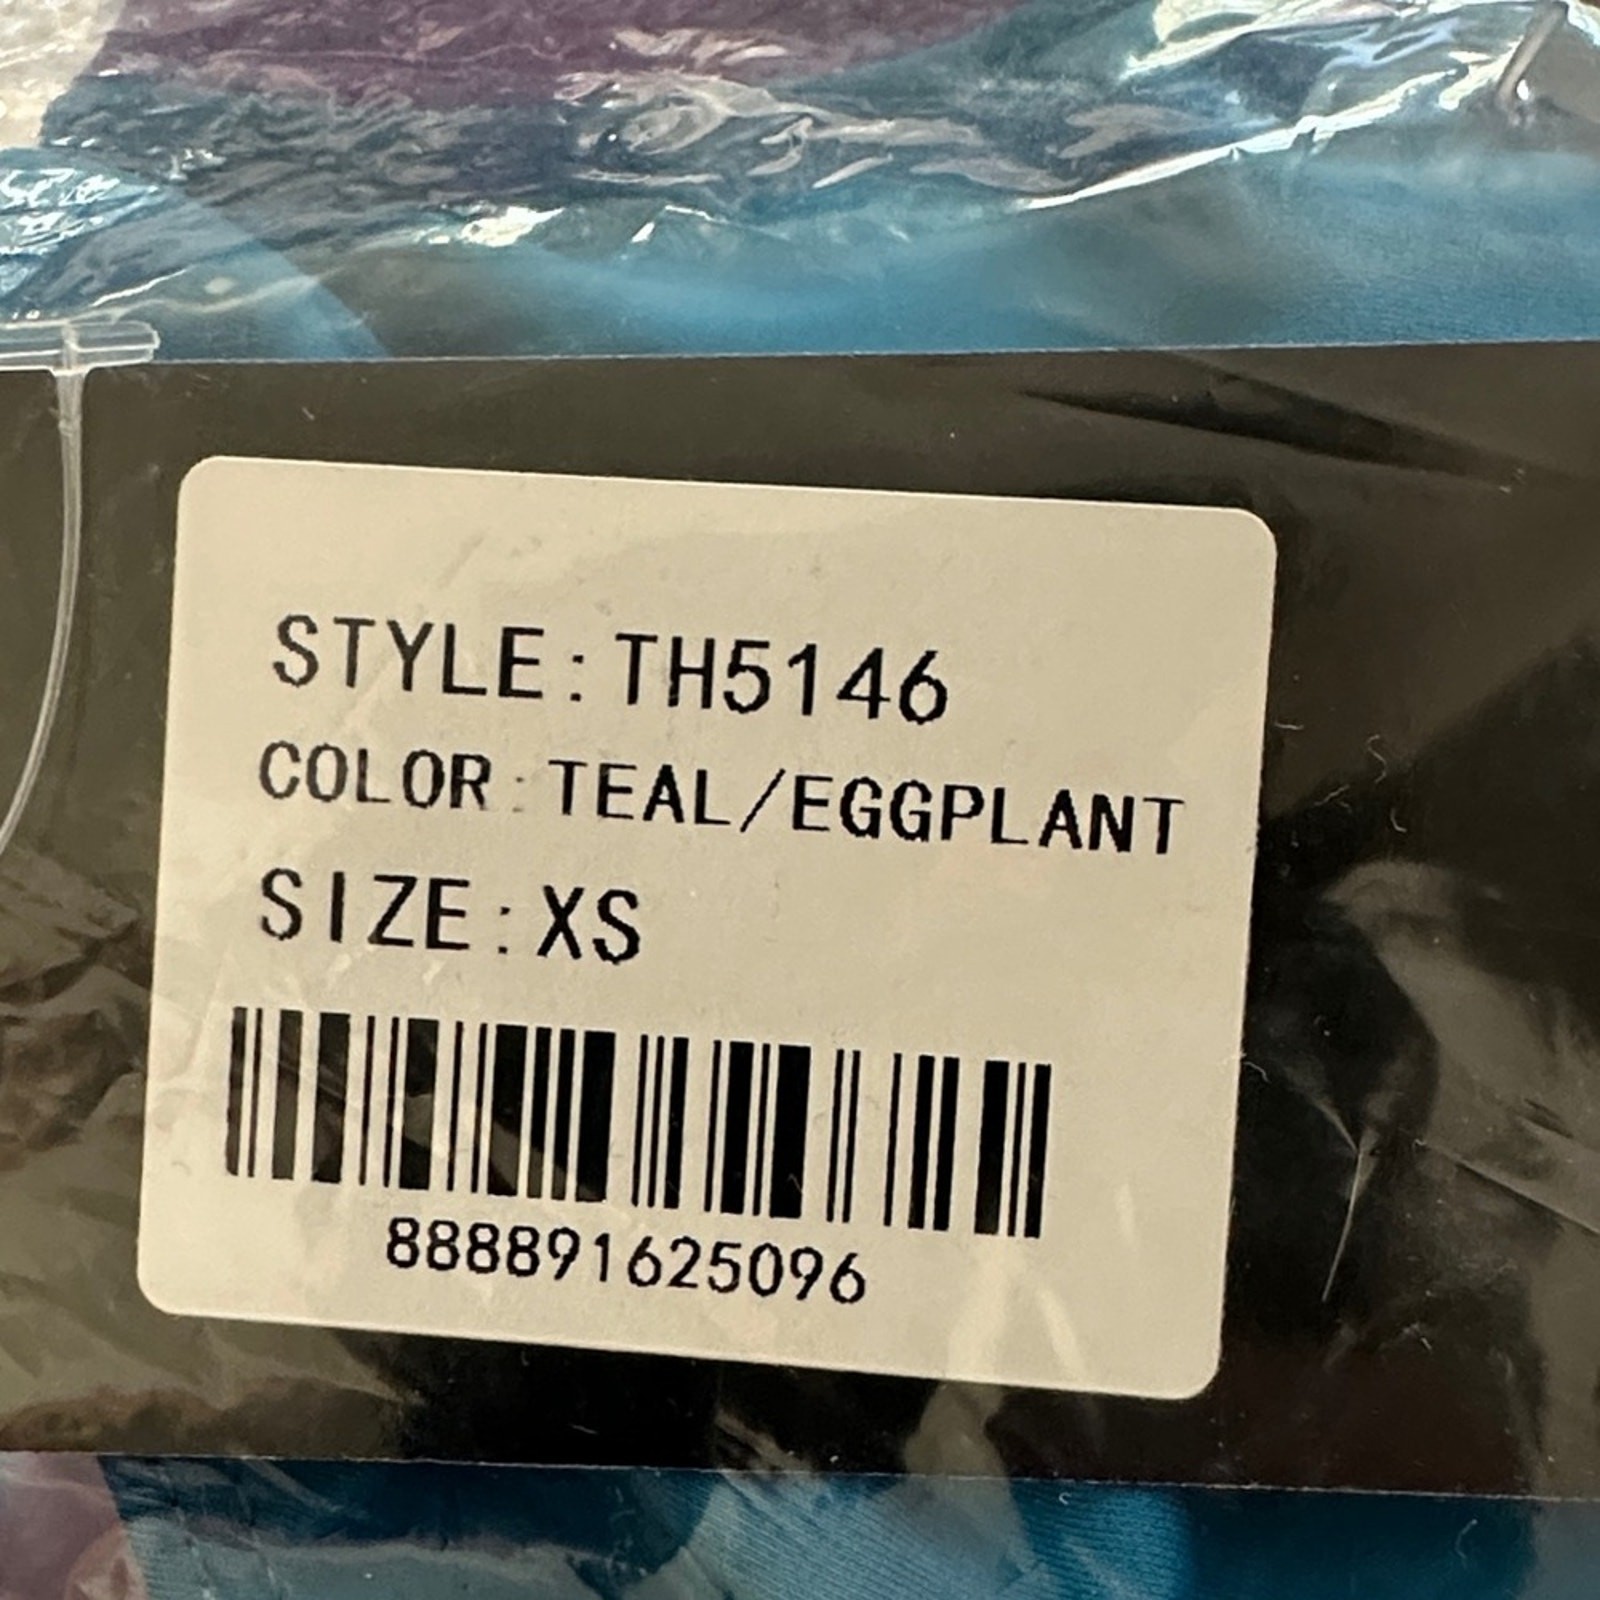 STYLE:TH5146
COLOR:TEAL/EGGPLANT
SIZE:XS
888891625096